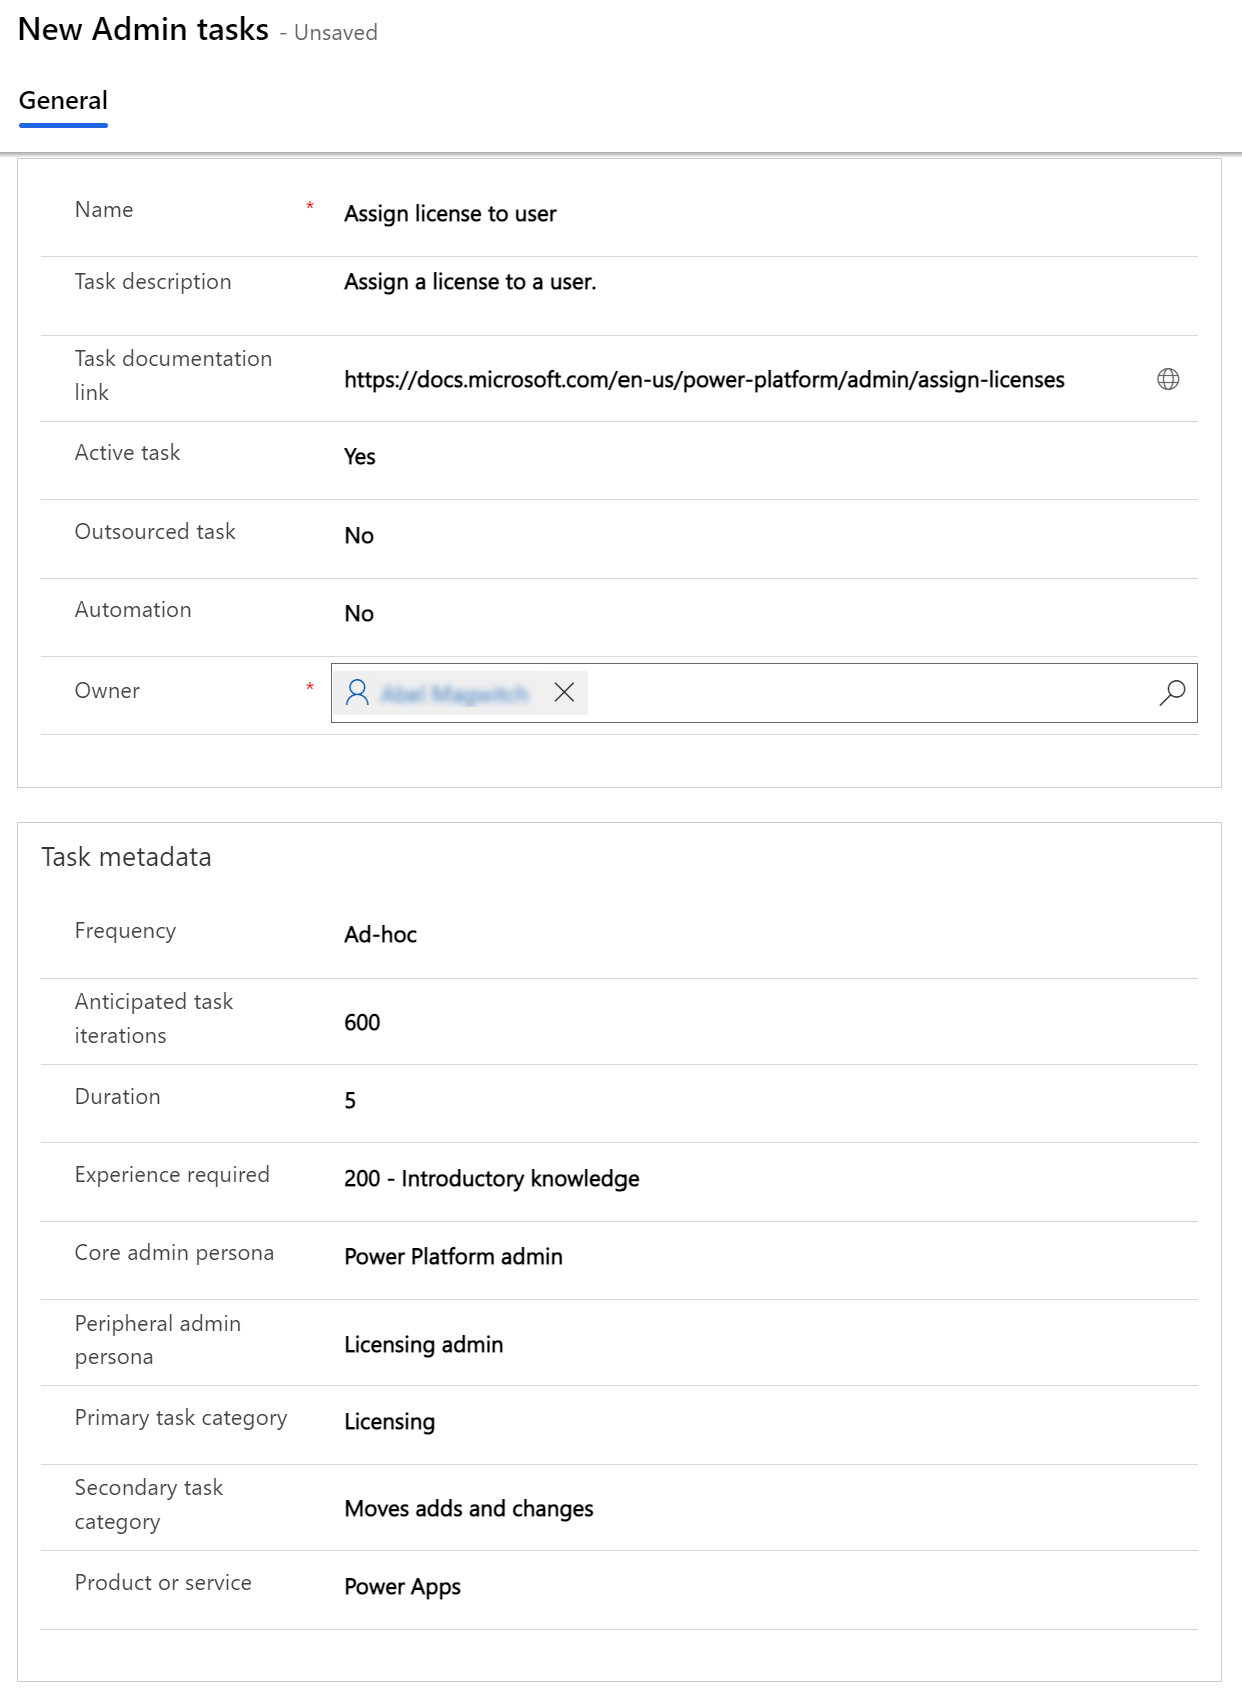 New Admin tasks - Unsaved
General
Name * Assign license to user
Task description Assign a license to a user.
Task documentation
link
https://docs.microsoft.com/en-us/power-platform/admin/assign-licenses
Active task Yes
Outsourced task No
Automation No
Owner *
Task metadata
Frequency Ad-hoc
Anticipated task
iterations
600
Duration 5
Experience required 200 - Introductory knowledge
Core admin persona Power Platform admin
Peripheral admin
persona
Licensing admin
Primary task category Licensing
Secondary task
category
Moves adds and changes
Product or service Power Apps